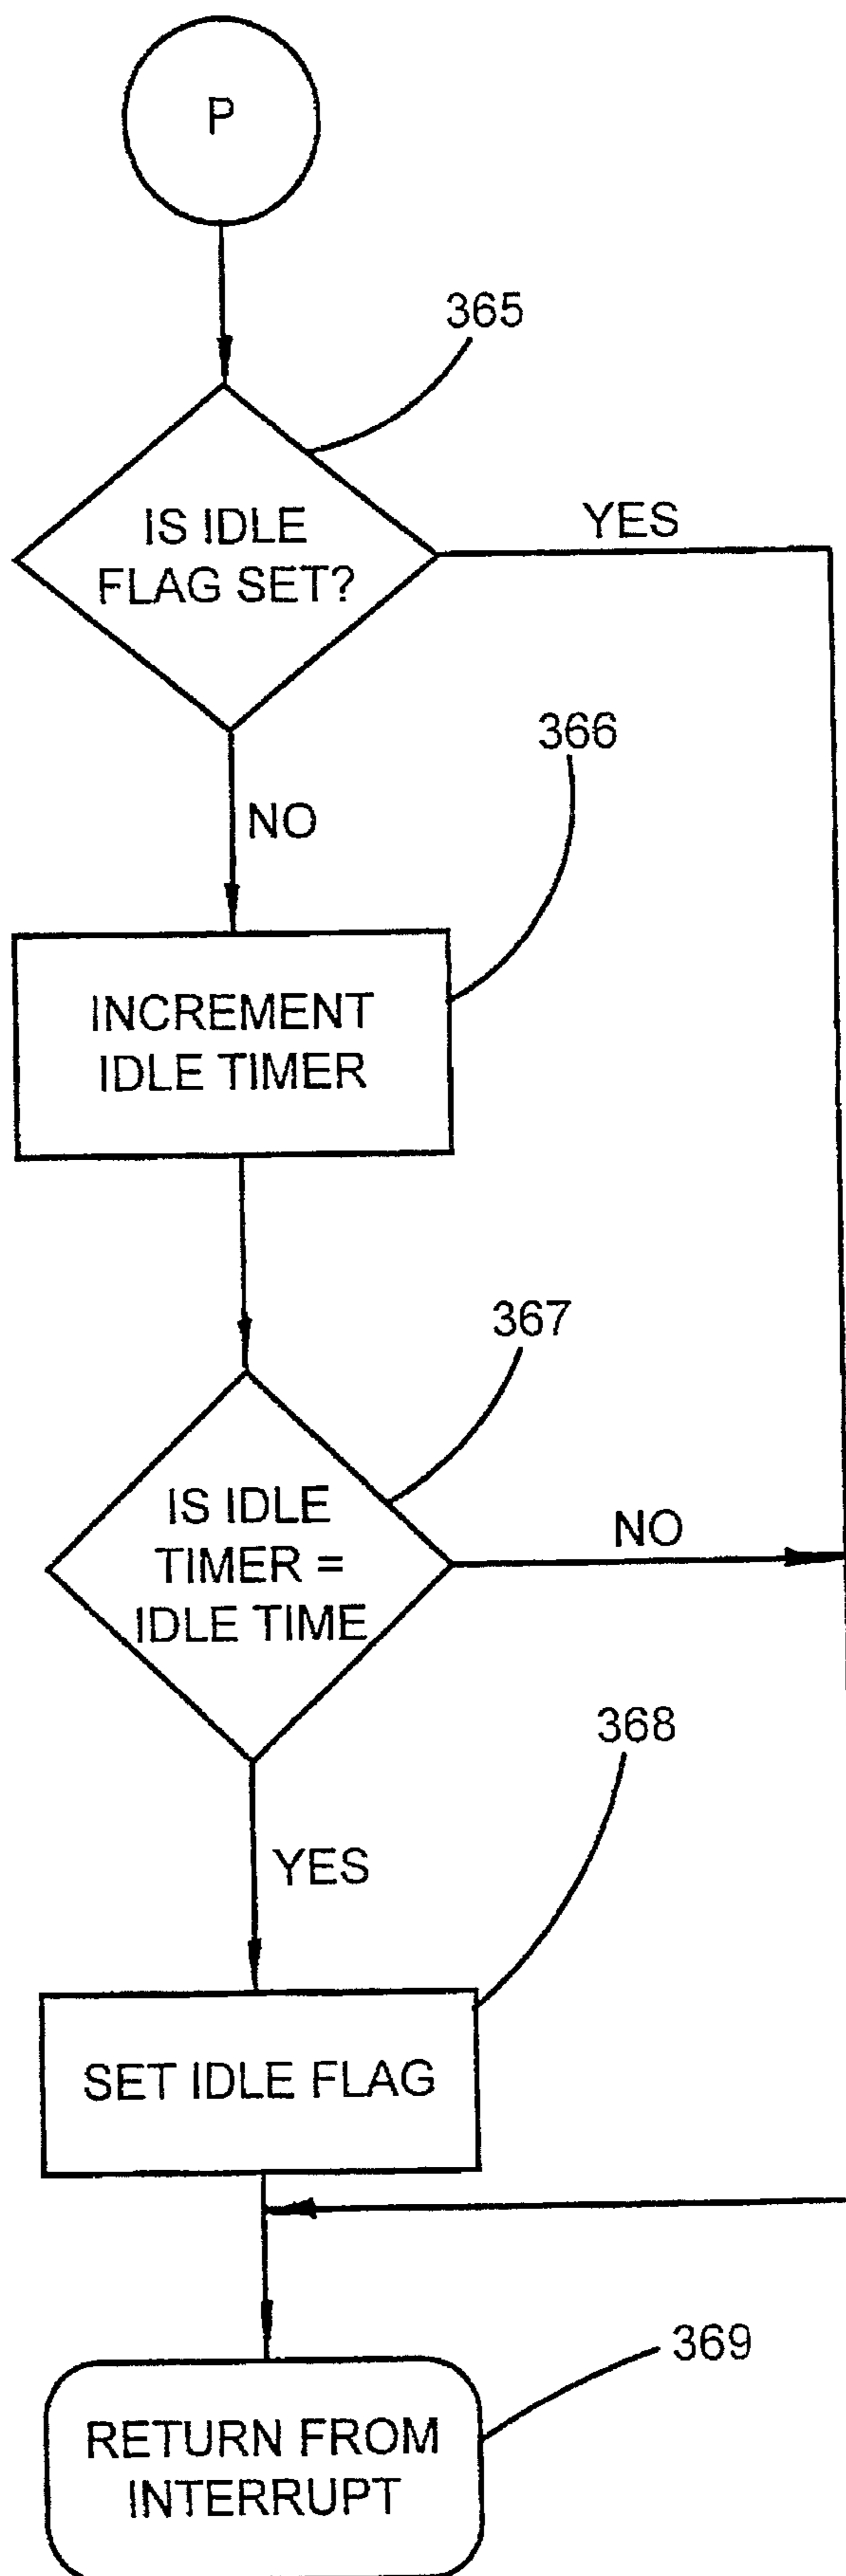 P
365
IS IDLE
FLAG SET?
YES
366
NO
INCREMENT
IDLE TIMER
367
IS IDLE
TIMER =
IDLE TIME
NO
368
YES
SET IDLE FLAG
369
RETURN FROM
INTERRUPT